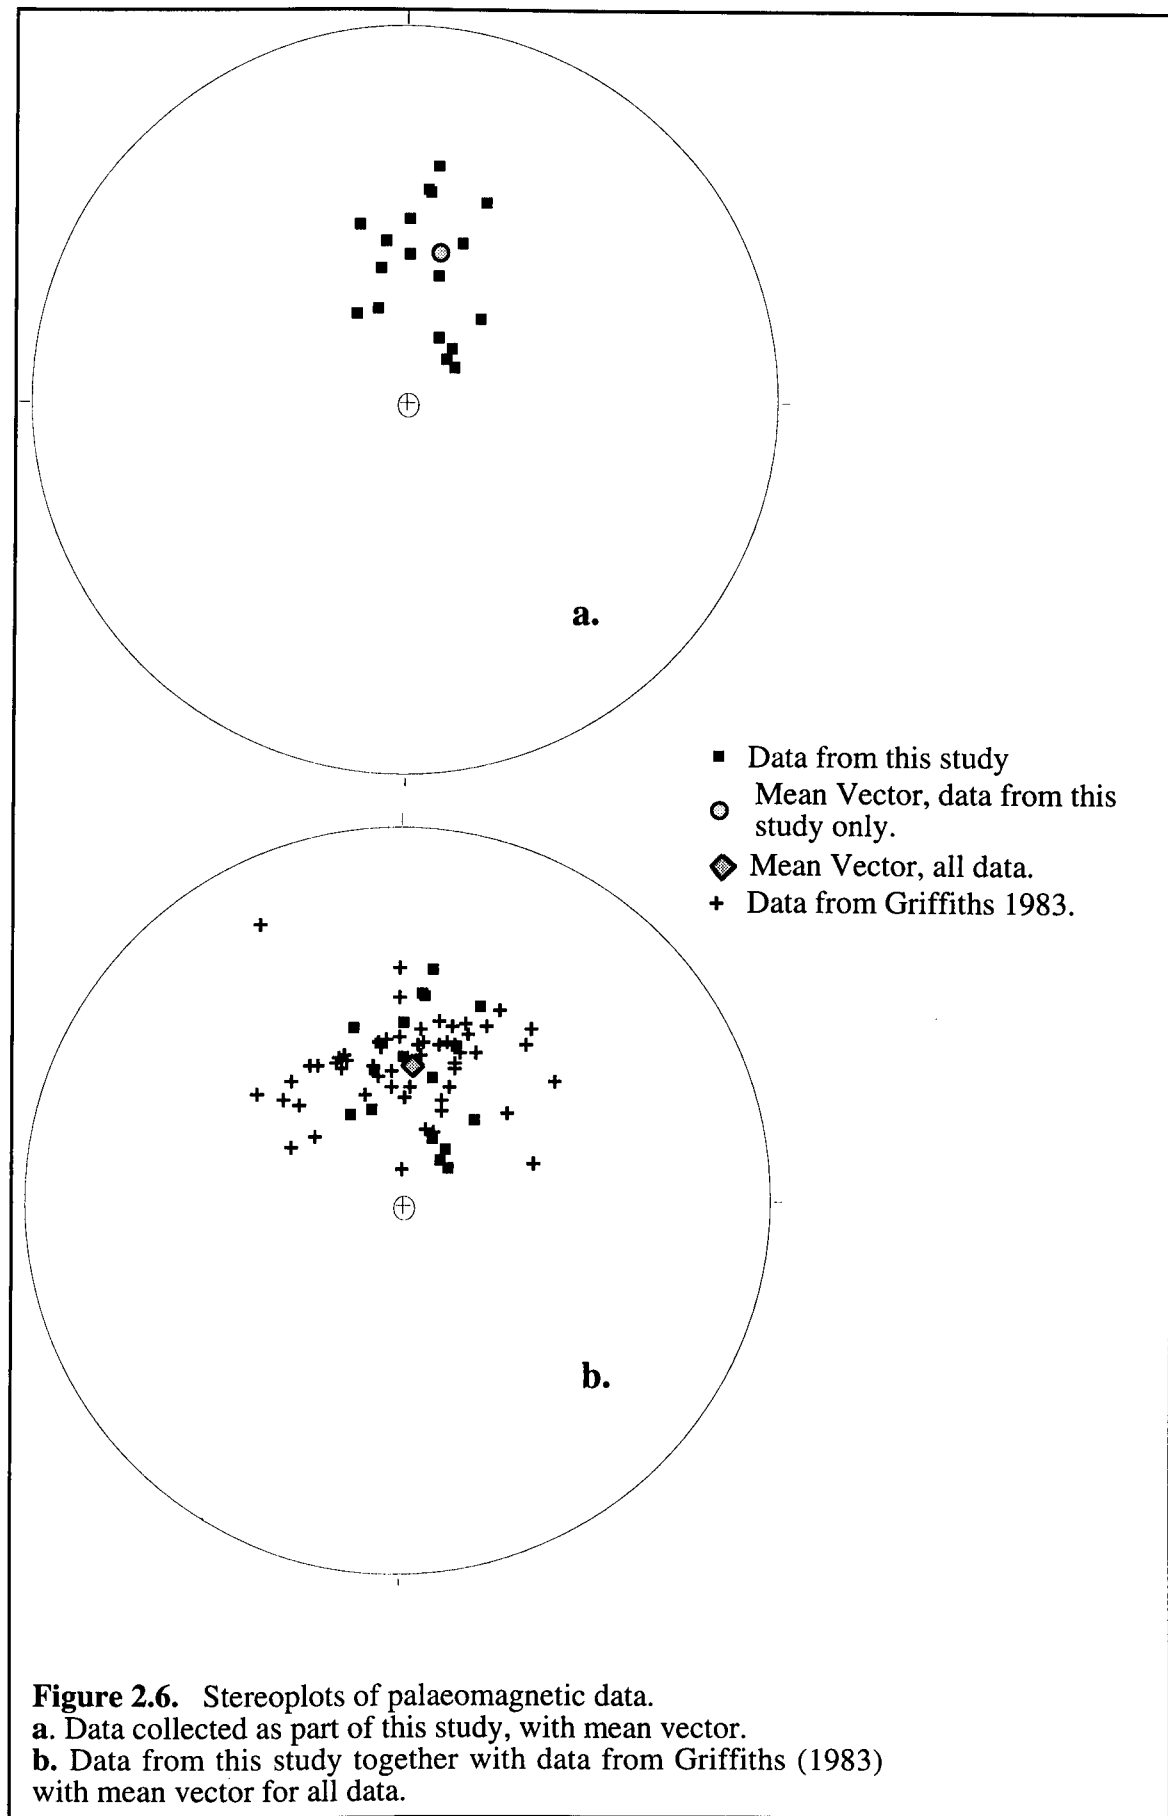 a.
Data from this study
Mean Vector, data from this
study only.
Mean Vector, all data.
Data from Griffiths 1983.
b.
Figure 2.6. Stereoplots of palaeomagnetic data.
a. Data collected as part of this study, with mean vector.
b. Data from this study together with data from Griffiths (1983)
with mean vector for all data.